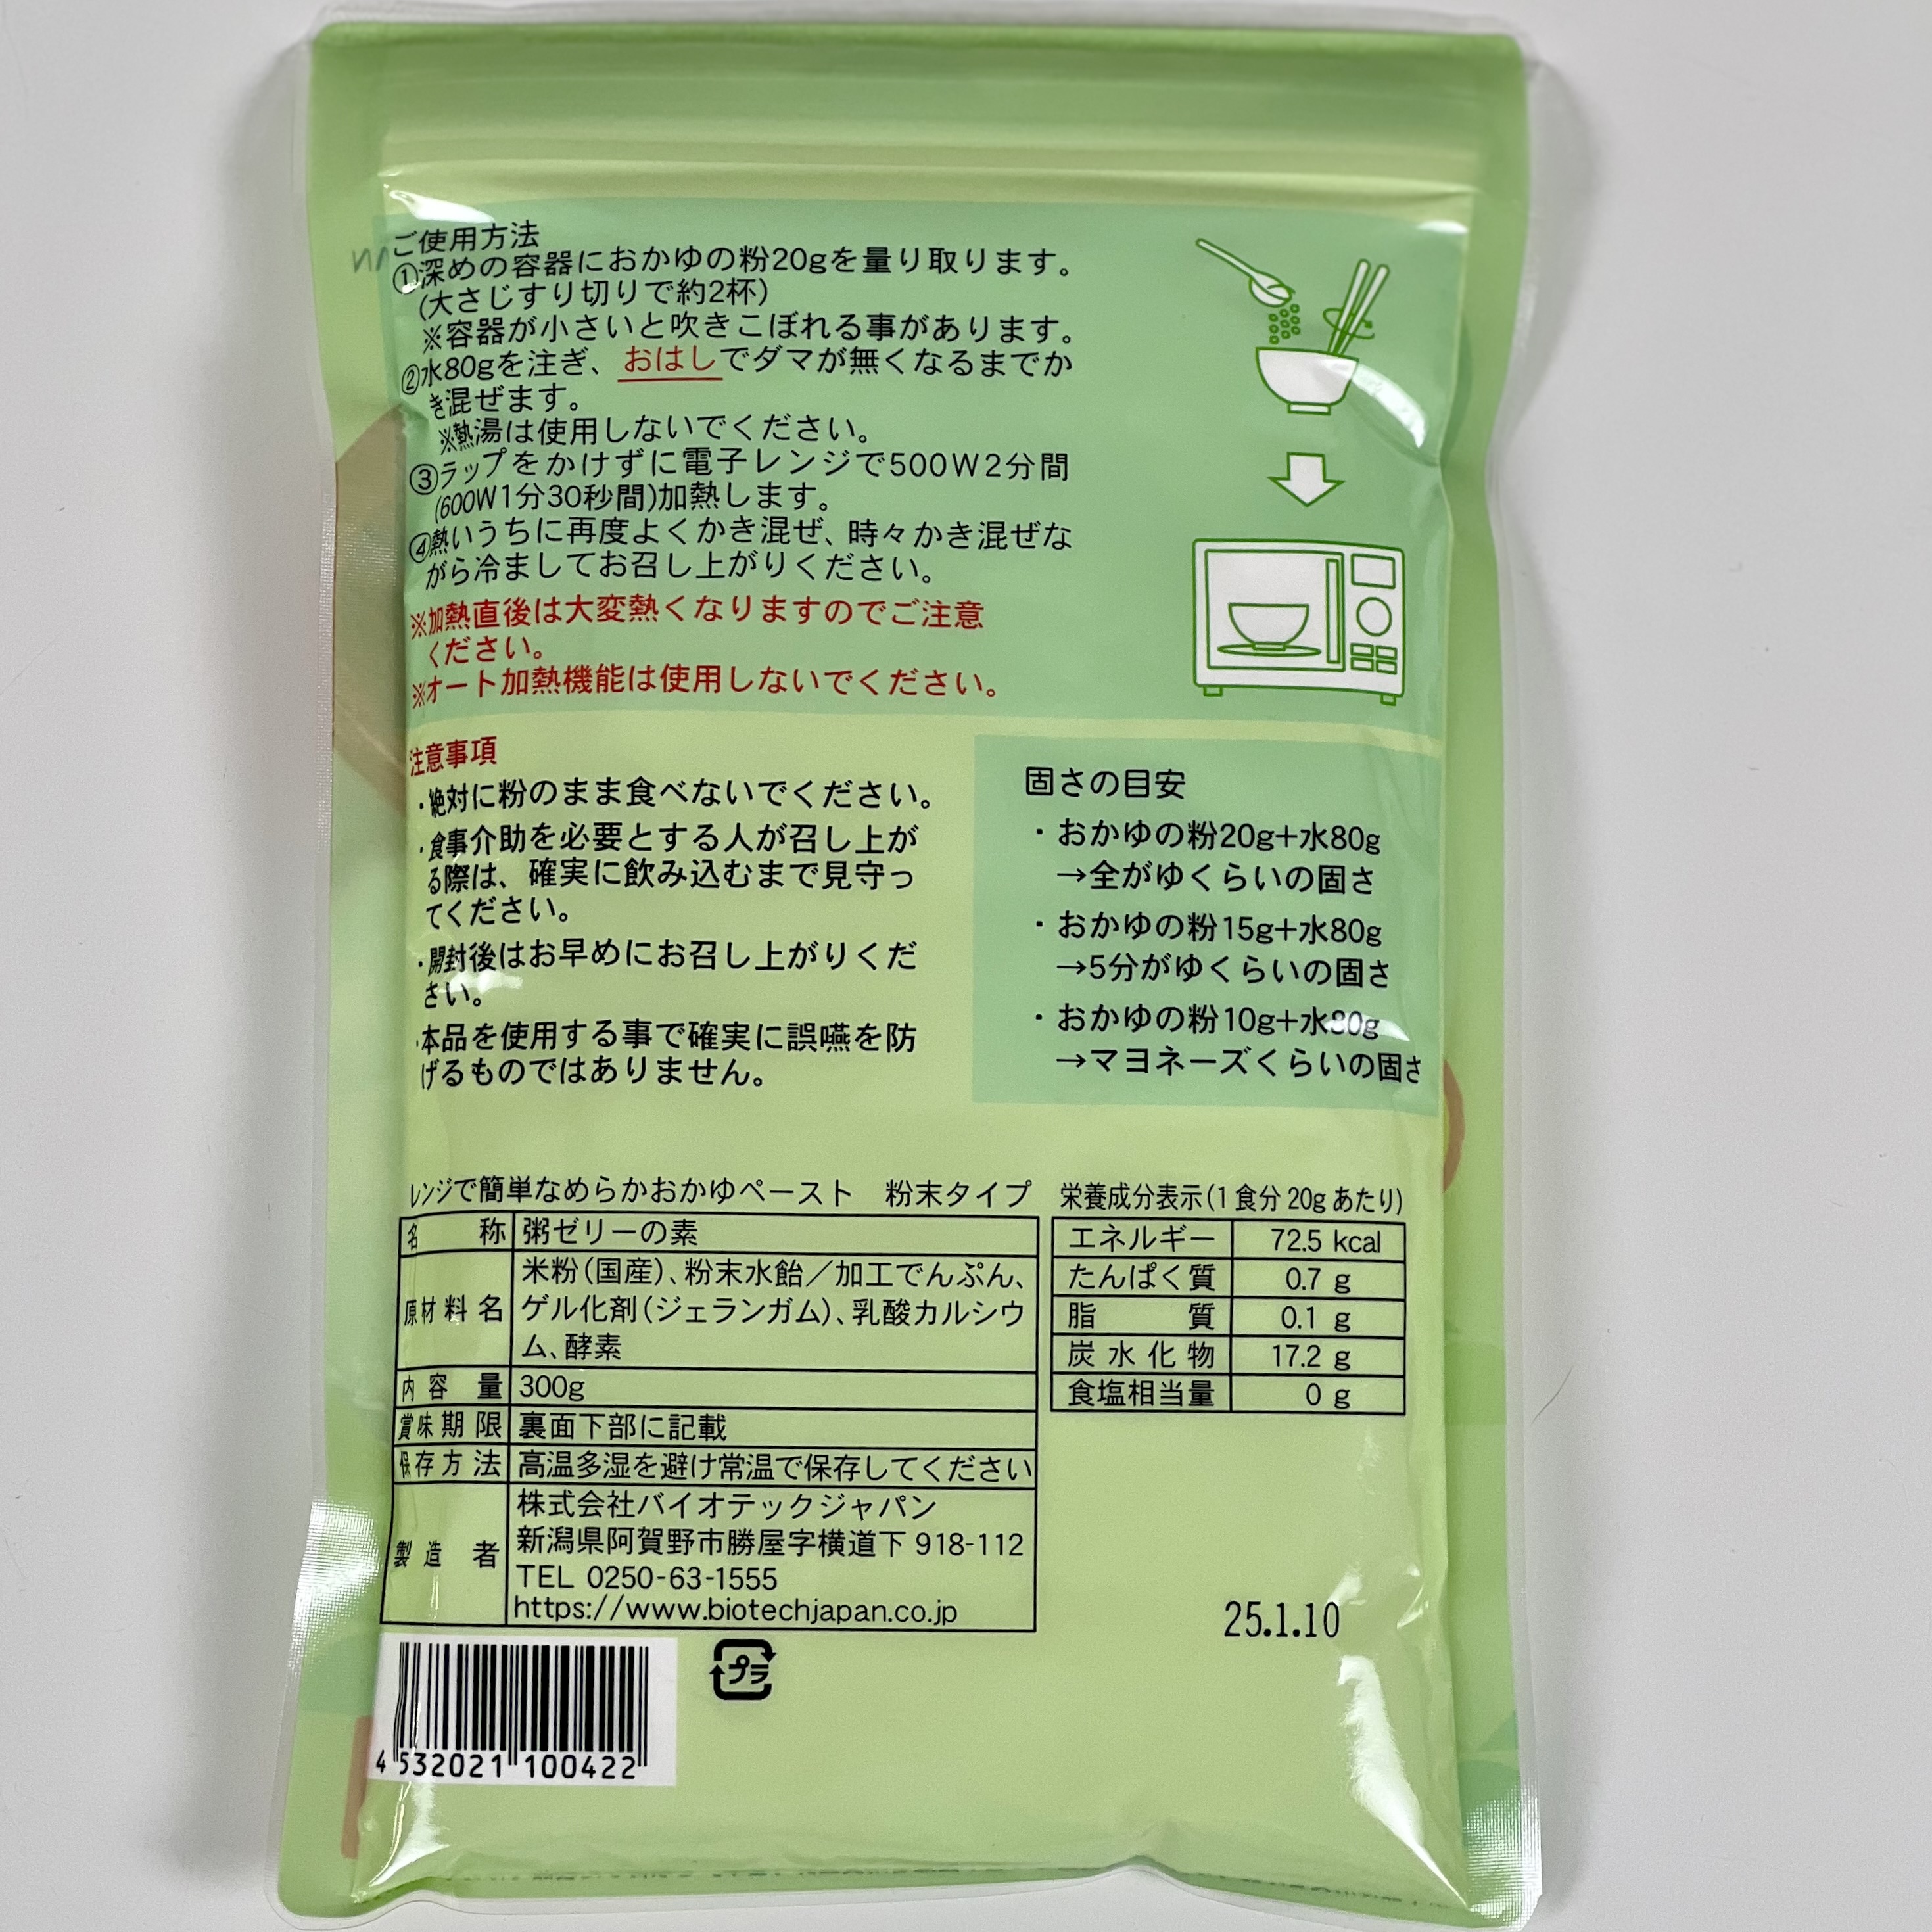 ご使用方法
①深めの容器におかゆの粉20gを量り取ります。
(大さじすり切りで約2杯)
※容器が小さいと吹きこぼれる事があります。
②水80gを注ぎ、おはしでダマが無くなるまでか
き混ぜます。
※熱湯は使用しないでください。
③ラップをかけずに電子レンジで500W2分間
(600W1分30秒間)加熱します。
④熱いうちに再度よくかき混ぜ、時々かき混ぜな
がら冷ましてお召し上がりください。
※加熱直後は大変熱くなりますのでご注意
ください。
※オート加熱機能は使用しないでください。
注意事項
・絶対に粉のまま食べないでください。
・食事介助を必要とする人が召し上が
る際は、確実に飲み込むまで見守っ
てください。
・開封後はお早めにお召し上がりくだ
さい。
・本品を使用する事で確実に誤嚥を防
げるものではありません。
固さの目安
・おかゆの粉20g+水80g
→全がゆくらいの固さ
・おかゆの粉15g+水80g
→5分がゆくらいの固さ
・おかゆの粉10g+水80g
→マヨネーズくらいの固さ
レンジで簡単なめらかおかゆペースト 粉末タイプ
名称 粥ゼリーの素
原材料名 米粉(国産)、粉末水飴/加工でんぷん、
ゲル化剤(ジェランガム)、乳酸カルシウ
ム、酵素
内容量 300g
賞味期限 裏面下部に記載
保存方法 高温多湿を避け常温で保存してください
製造者 株式会社バイオテックジャパン
新潟県阿賀野市勝屋字横道下 918-112
TEL 0250-63-1555
https://www.biotechjapan.co.jp
栄養成分表示(1食分 20g あたり)
エネルギー 72.5 kcal
たんぱく質 0.7 g
脂質 0.1 g
炭水化物 17.2 g
食塩相当量 0 g
25.1.10
プラ
4 532021 100422